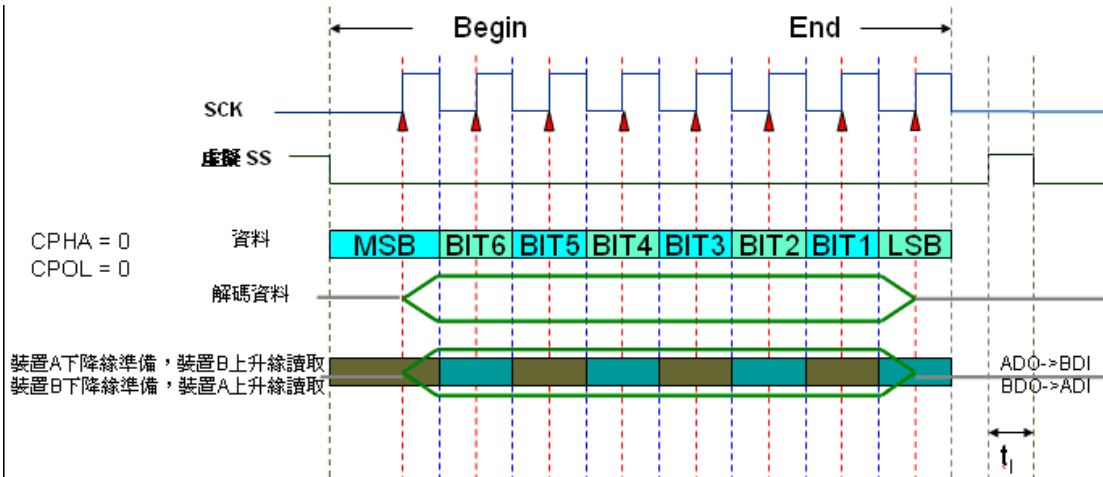 Begin End
SCK
虛擬 SS
CPHA = 0
CPOL = 0
資料
MSB BIT6 BIT5 BIT4 BIT3 BIT2 BIT1 LSB
解碼資料
裝置A下降緣準備，裝置B上升緣讀取
裝置B下降緣準備，裝置A上升緣讀取
ADO->BDI
BDO->ADI
tI